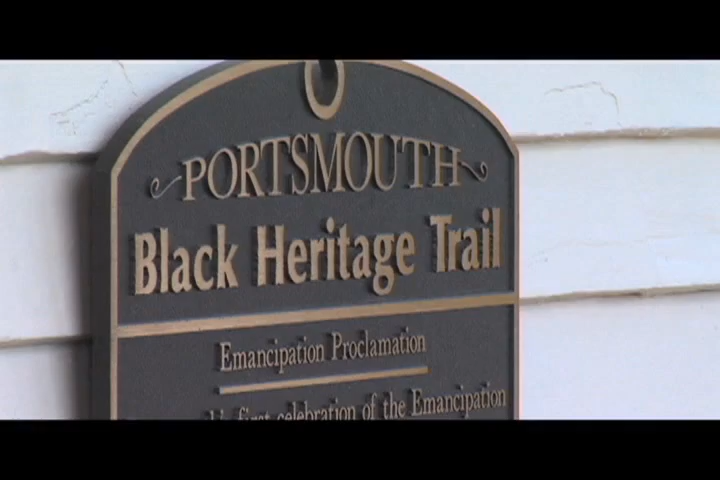 PORTSMOUTH
Black Heritage Trail
Emancipation Proclamation
first celebration of the Emancipation